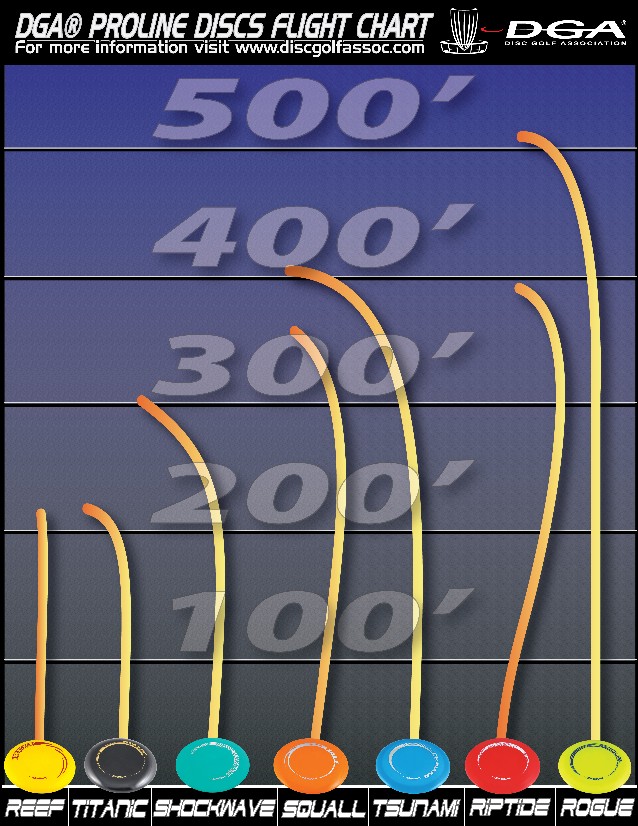 DGA® PROLINE DISCS FLIGHT CHART
For more information visit www.discgolfassoc.com
DGA®
DISC GOLF ASSOCIATION
500'
400'
300'
200'
100'
REEF TITANIC SHOCKWAVE SQUALL TSUNAMI RIPTIDE ROGUE